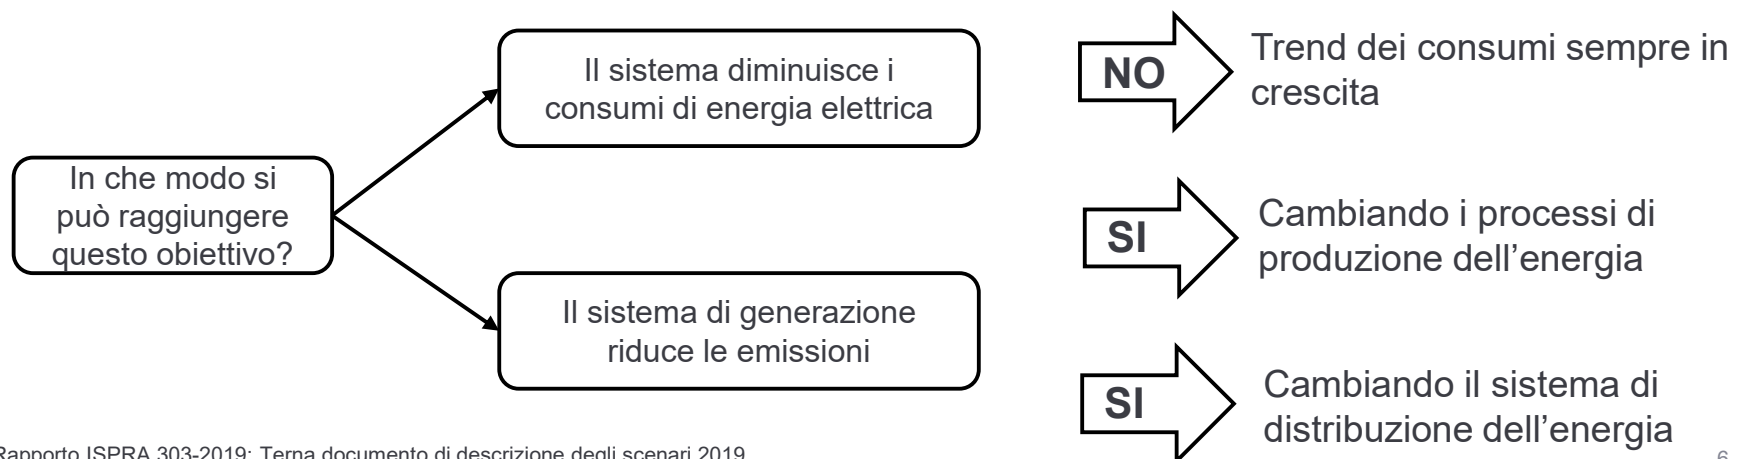 In che modo si
può raggiungere
questo obiettivo?
Il sistema diminuisce i
consumi di energia elettrica
Il sistema di generazione
riduce le emissioni
NO
Trend dei consumi sempre in
crescita
SI
Cambiando i processi di
produzione dell'energia
SI
Cambiando il sistema di
distribuzione dell'energia
Rapporto ISPRA 303-2019; Terna documento di descrizione degli scenari 2019
6